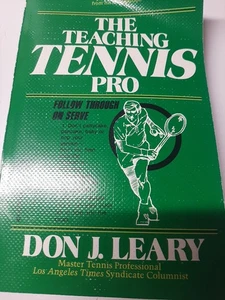 THE
TEACHING
TENNIS
PRO
FOLLOW THROUGH
ON SERVE
DON J. LEARY
Master Tennis Professional
Los Angeles Times Syndicate Columnist